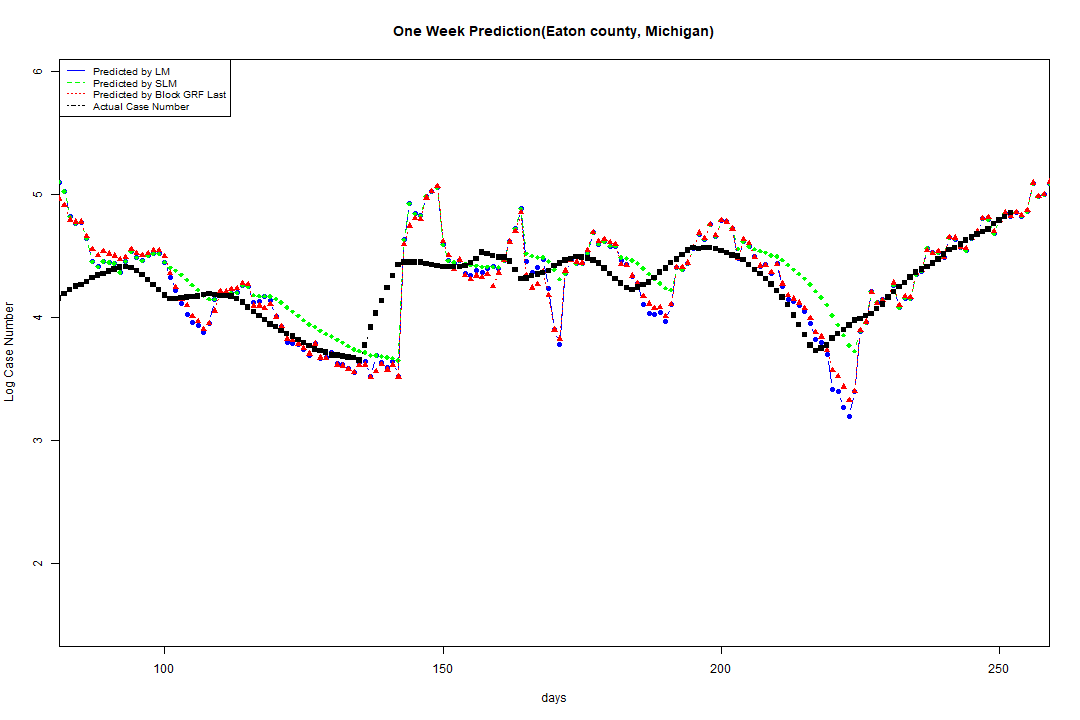 One Week Prediction(Eaton county, Michigan)
Predicted by LM
Predicted by SLM
Predicted by Block GRF Last
Actual Case Number
6
5
4
3
2
Log Case Number
100 150 200 250
days